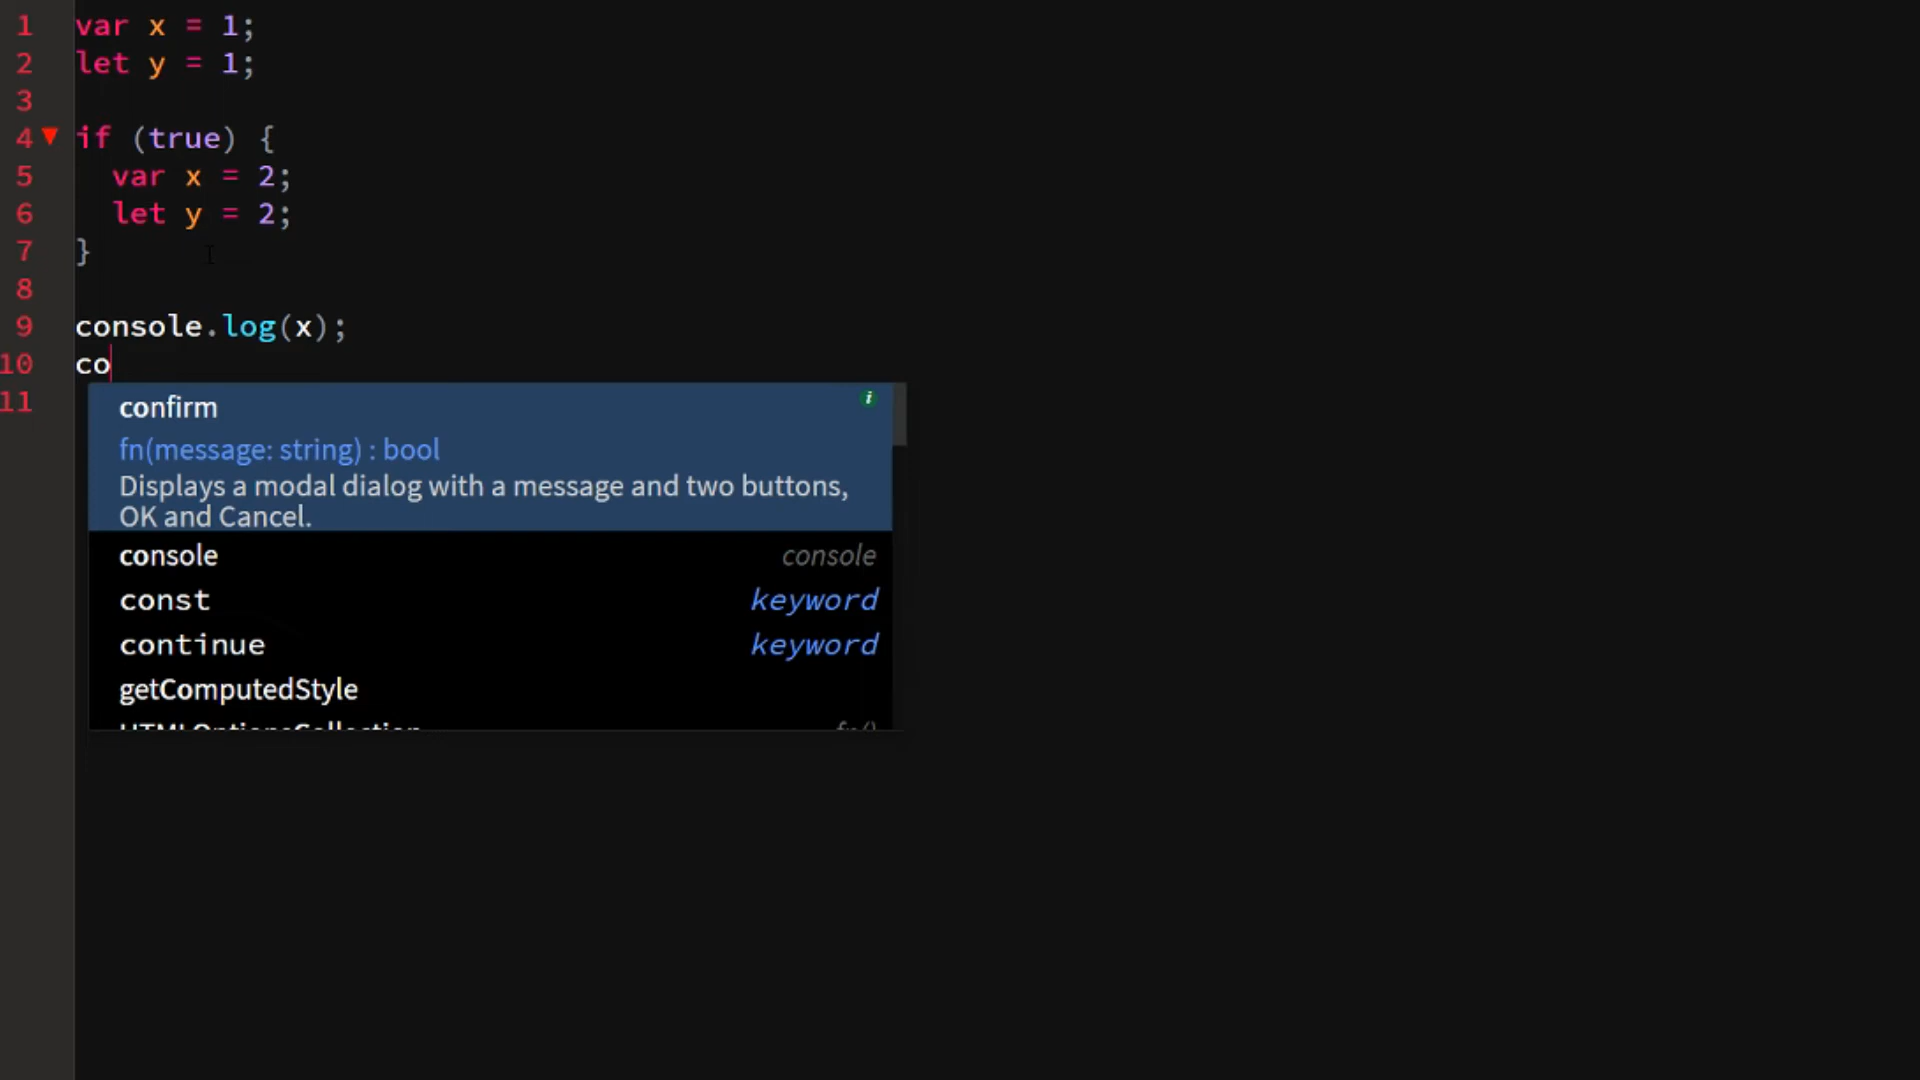 1 var x = 1;
2 let y = 1;
3
4 if (true) {
5 var x = 2;
6 let y = 2;
7 }
8
9 console.log(x);
10 co
11
confirm i
fn(message: string) : bool
Displays a modal dialog with a message and two buttons,
OK and Cancel.
console console
const keyword
continue keyword
getComputedStyle
HTMLOptionsCollection fn()